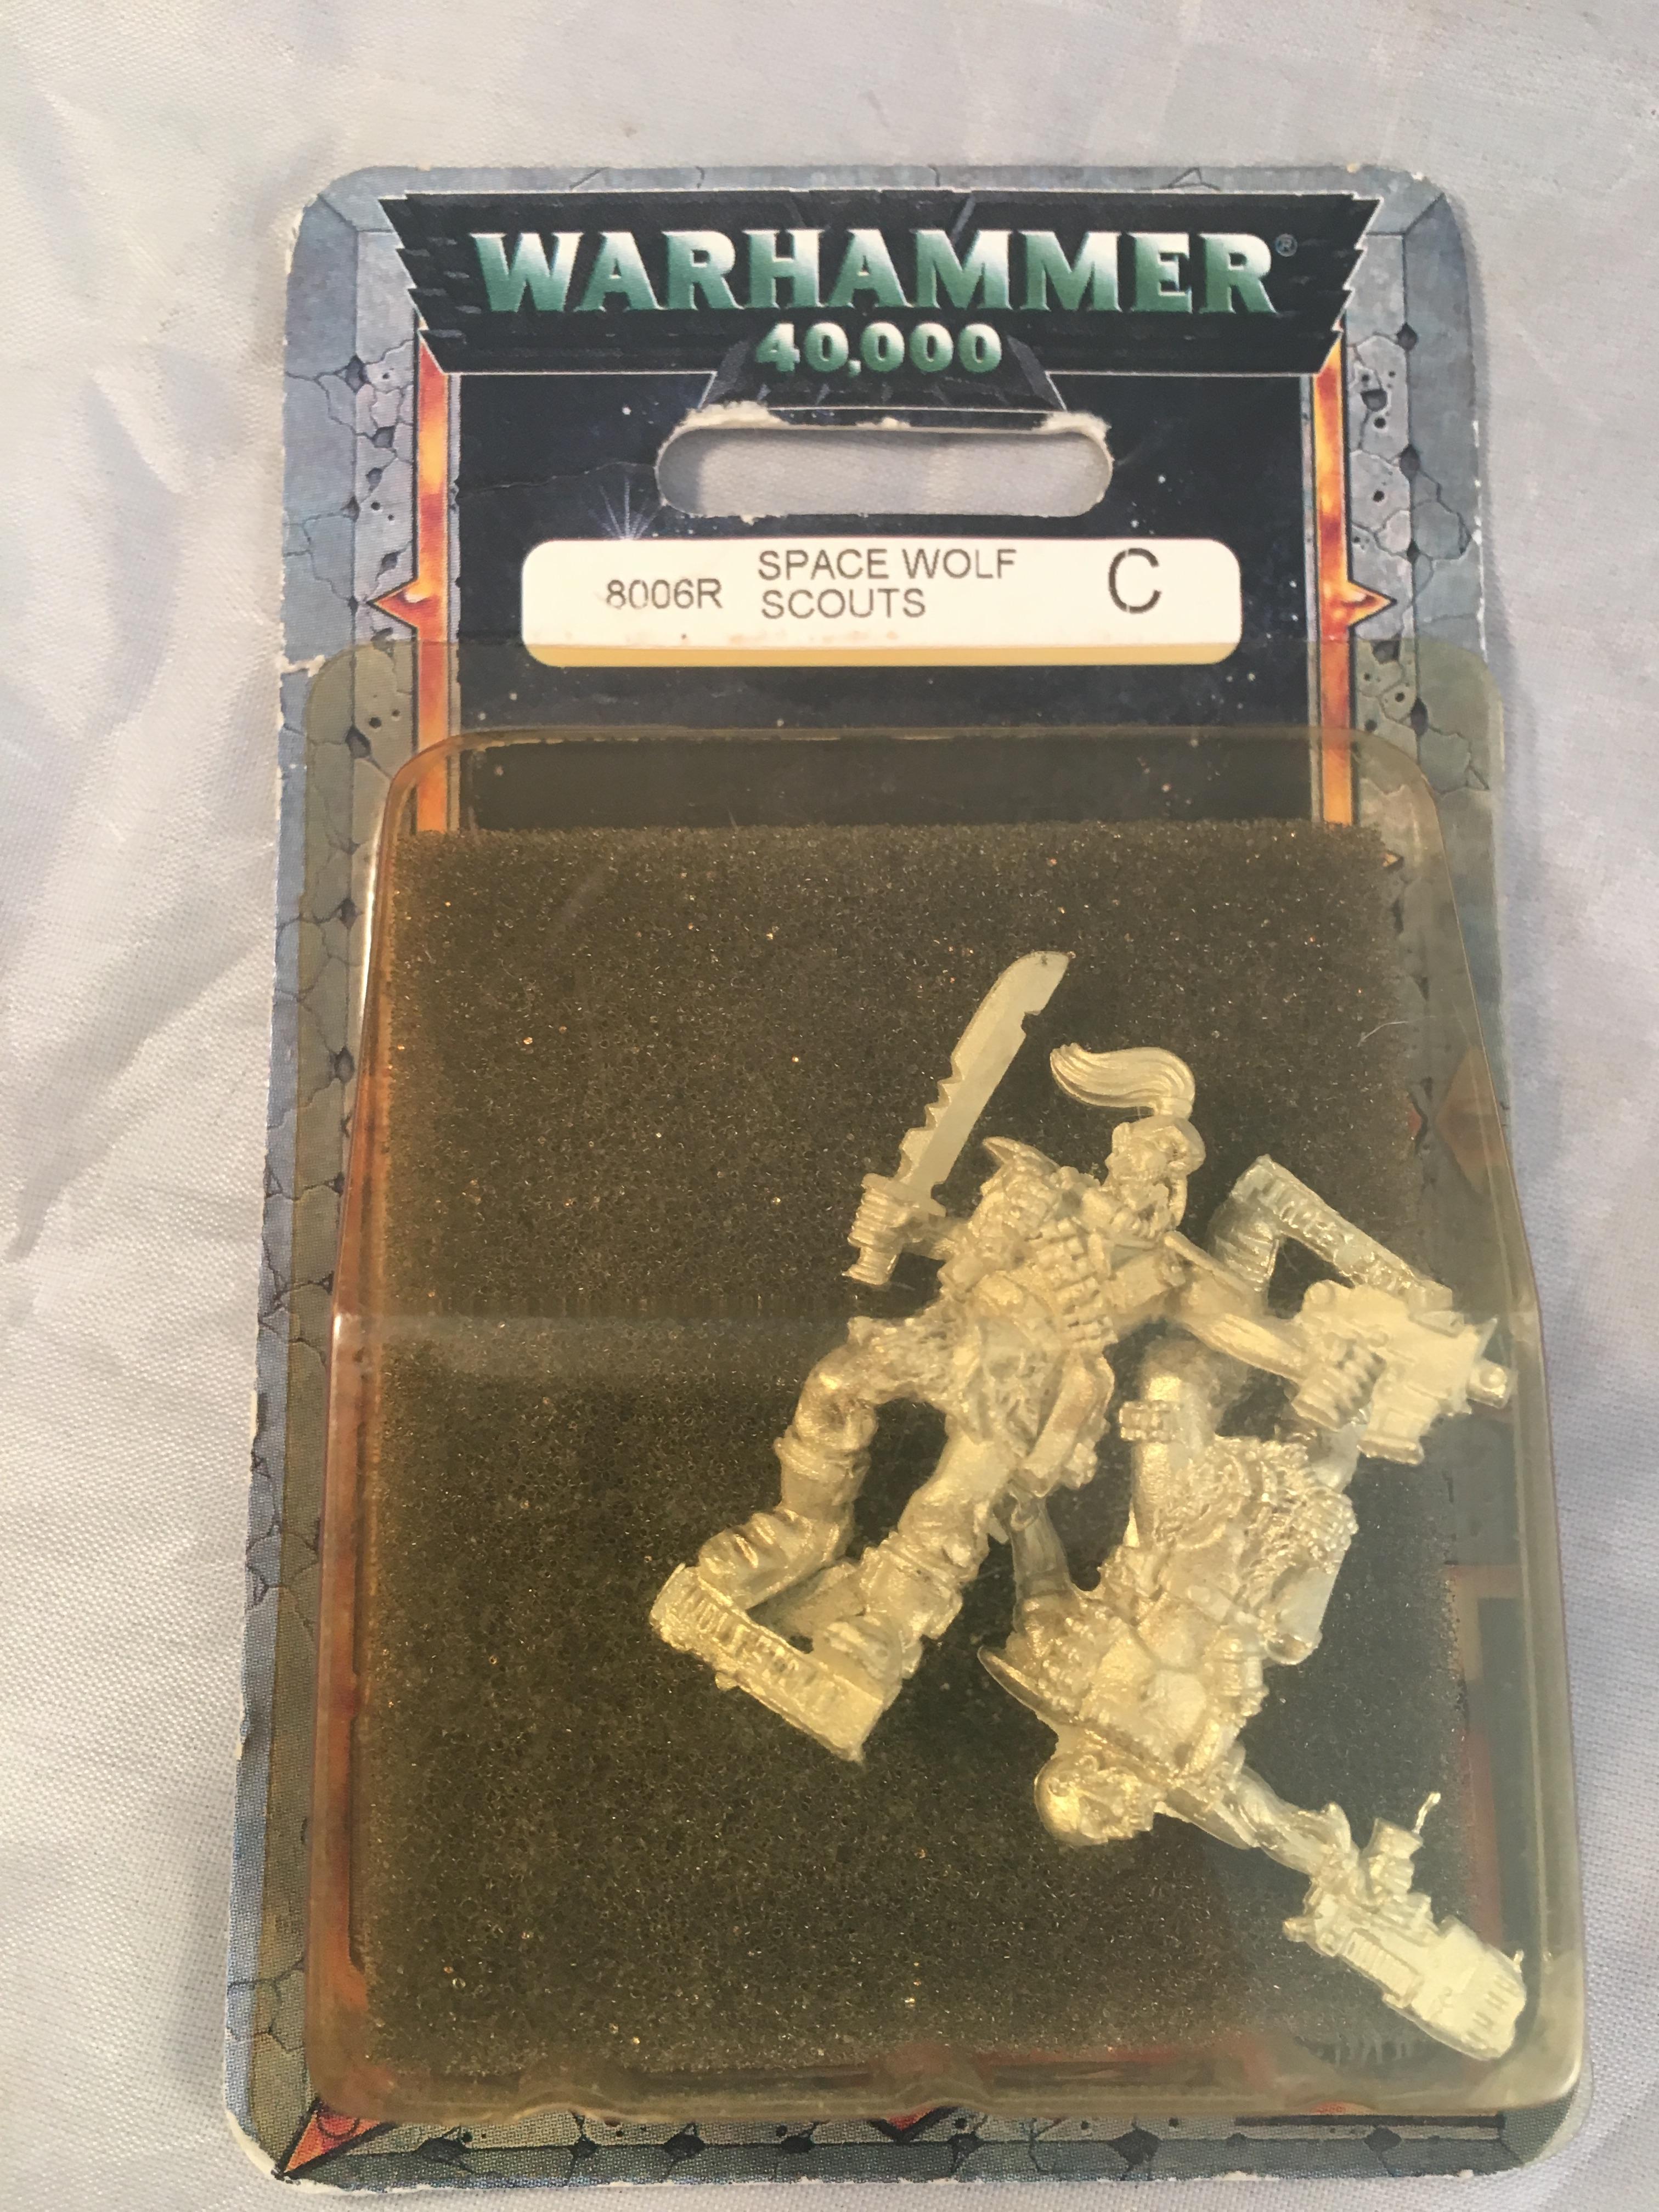 WARHAMMER®
40,000
8006R SPACE WOLF SCOUTS C